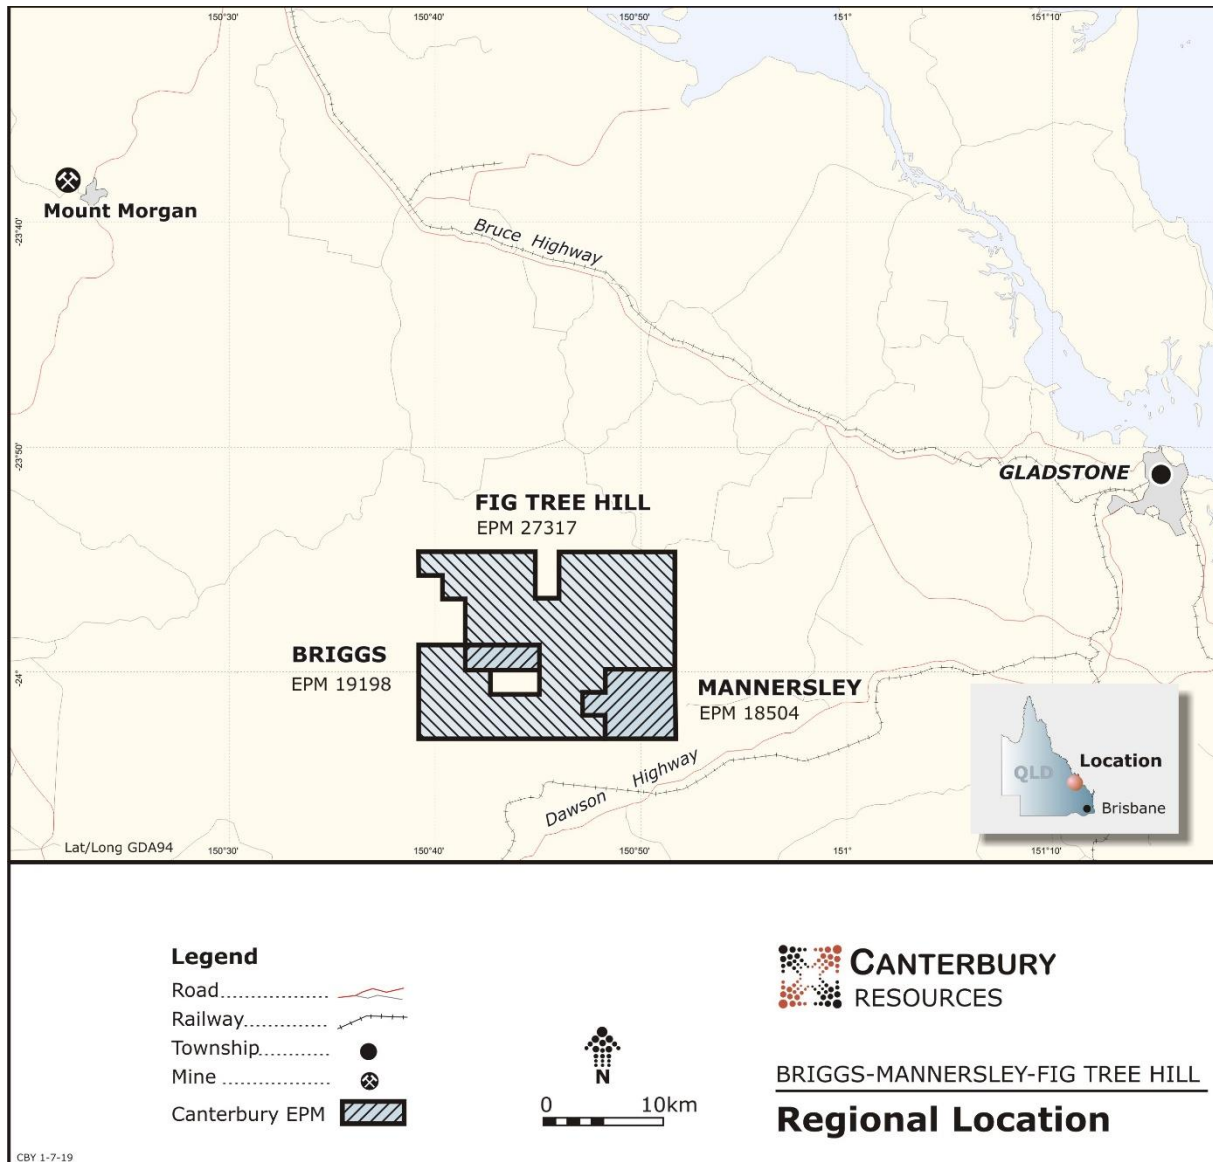 150°30'
150°40'
150°50'
151°
151°10'
Mount Morgan
-23°40'
Bruce Highway
-23°50'
GLADSTONE
FIG TREE HILL
EPM 27317
BRIGGS
EPM 19198
-24°
MANNERSLEY
EPM 18504
Dawson Highway
QLD
Location
Brisbane
Lat/Long GDA94
150°30'
150°40'
150°50'
151°
151°10'
Legend
Road
Railway
Township
Mine
Canterbury EPM
N
0 10km
CANTERBURY
RESOURCES
BRIGGS-MANNERSLEY-FIG TREE HILL
Regional Location
CBY 1-7-19